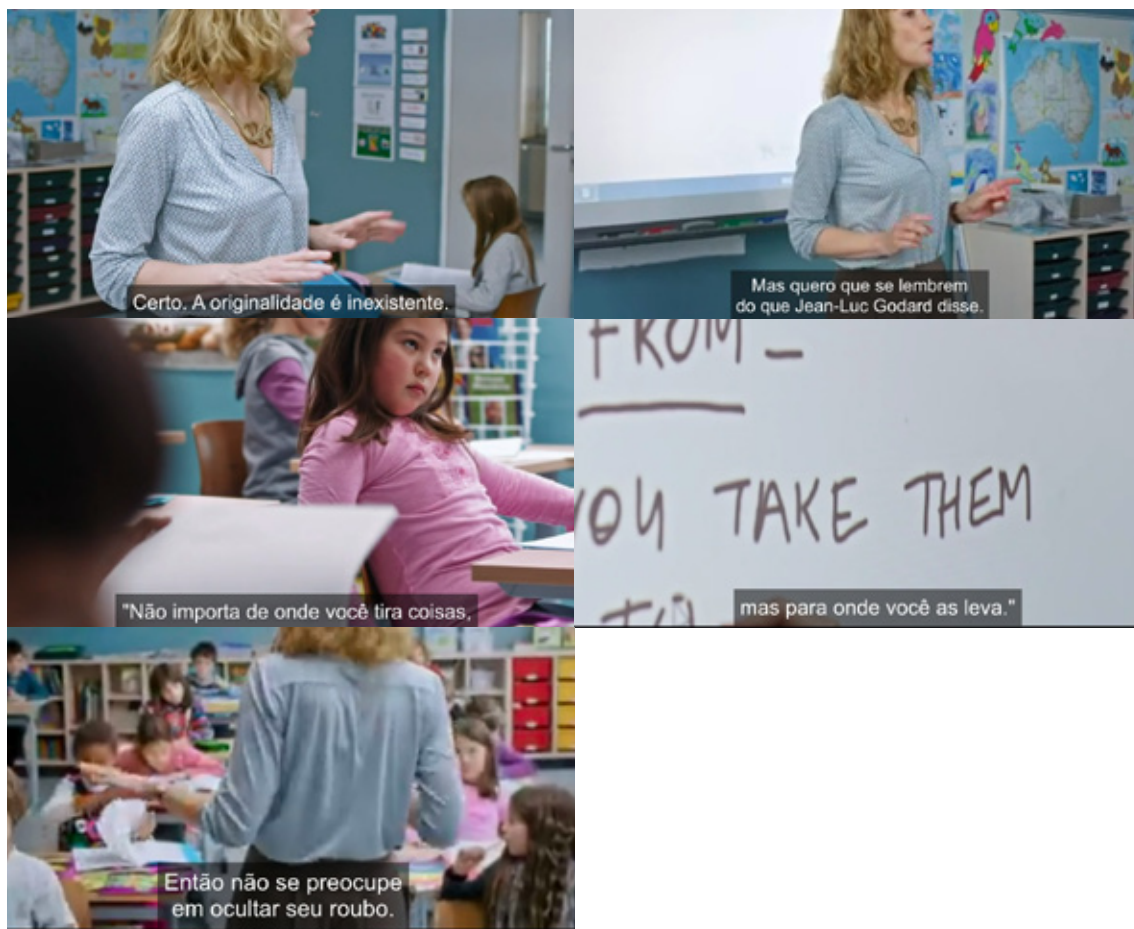 Certo. A originalidade é inexistente.
Mas quero que se lembrem
do que Jean-Luc Godard disse.
"Não importa de onde você tira coisas,
FROM –
YOU TAKE THEM
TO
mas para onde você as leva."
Então não se preocupe
em ocultar seu roubo.